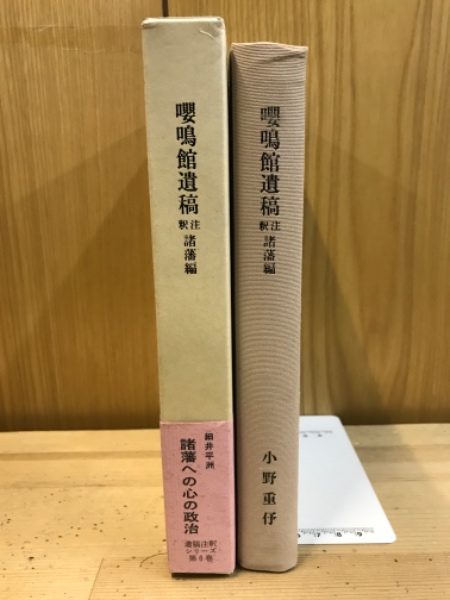 嚶鳴館遺稿
注釈
諸藩編
細井平洲
諸藩への心の政治
遺稿注釈
シリーズ
第6巻
嚶鳴館遺稿
注釈
諸藩編
小野重伃